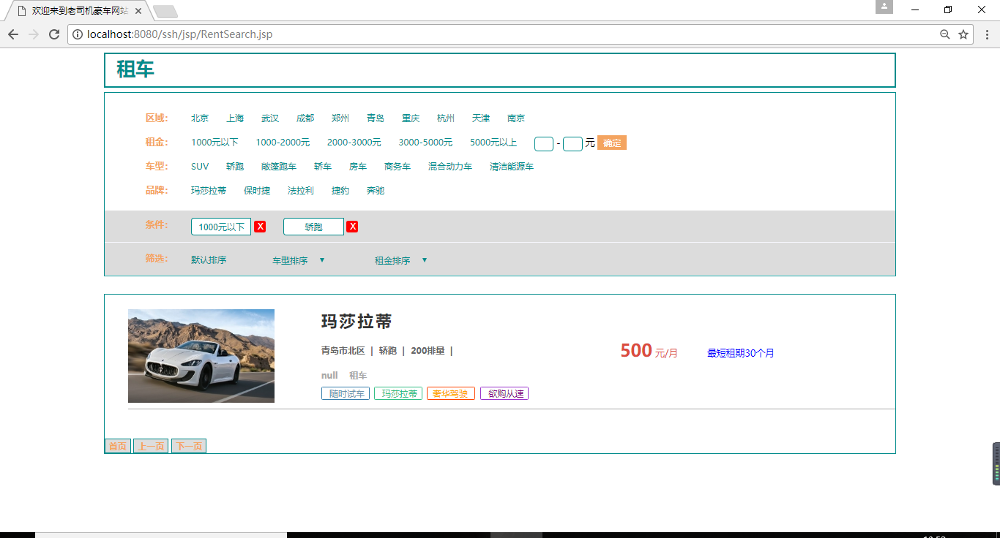 欢迎来到老司机豪车网站
localhost:8080/ssh/jsp/RentSearch.jsp
租车
区域: 北京 上海 武汉 成都 郑州 青岛 重庆 杭州 天津 南京
租金: 1000元以下 1000-2000元 2000-3000元 3000-5000元 5000元以上 - 元 确定
车型: SUV 轿跑 敞篷跑车 轿车 房车 商务车 混合动力车 清洁能源车
品牌: 玛莎拉蒂 保时捷 法拉利 捷豹 奔驰
条件: 1000元以下 X 轿跑 X
筛选: 默认排序 车型排序 ▼ 租金排序 ▼
玛莎拉蒂
青岛市北区 | 轿跑 | 200排量 | 500 元/月 最短租期30个月
null 租车
随时试车 玛莎拉蒂 奢华驾驶 欲购从速
首页 上一页 下一页